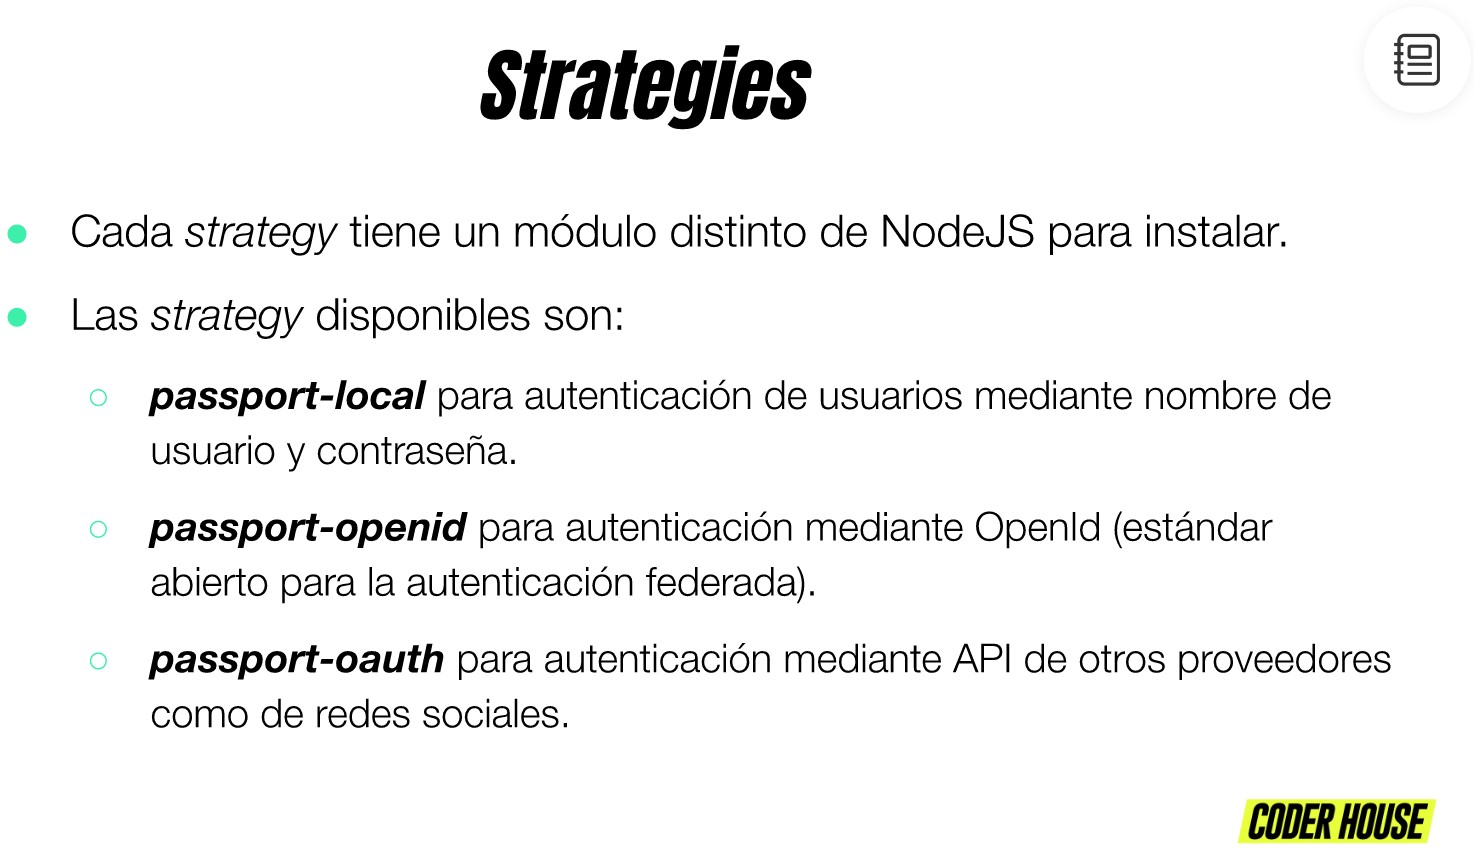 Strategies
Cada strategy tiene un módulo distinto de NodeJS para instalar.
Las strategy disponibles son:
passport-local para autenticación de usuarios mediante nombre de
usuario y contraseña.
passport-openid para autenticación mediante OpenId (estándar
abierto para la autenticación federada).
passport-oauth para autenticación mediante API de otros proveedores
como de redes sociales.
CODER HOUSE